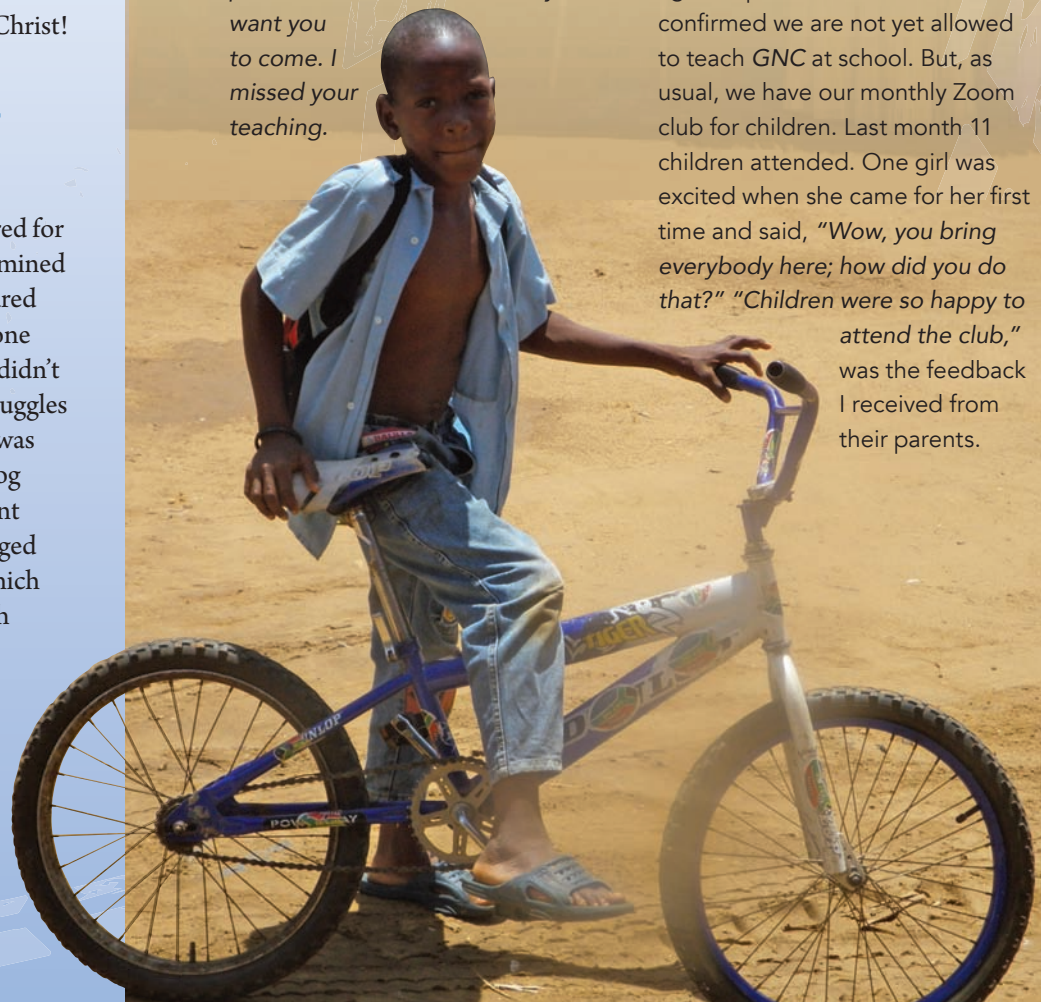 Christ!
red for
mined
ared
one
didn't
uggles
was
og
nt
ged
hich
n
want you
to come. I
missed your
teaching.
confirmed we are not yet allowed
to teach GNC at school. But, as
usual, we have our monthly Zoom
club for children. Last month 11
children attended. One girl was
excited when she came for her first
time and said, "Wow, you bring
everybody here; how did you do
that?" "Children were so happy to
attend the club,"
was the feedback
I received from
their parents.
TIGER
DUNLOP